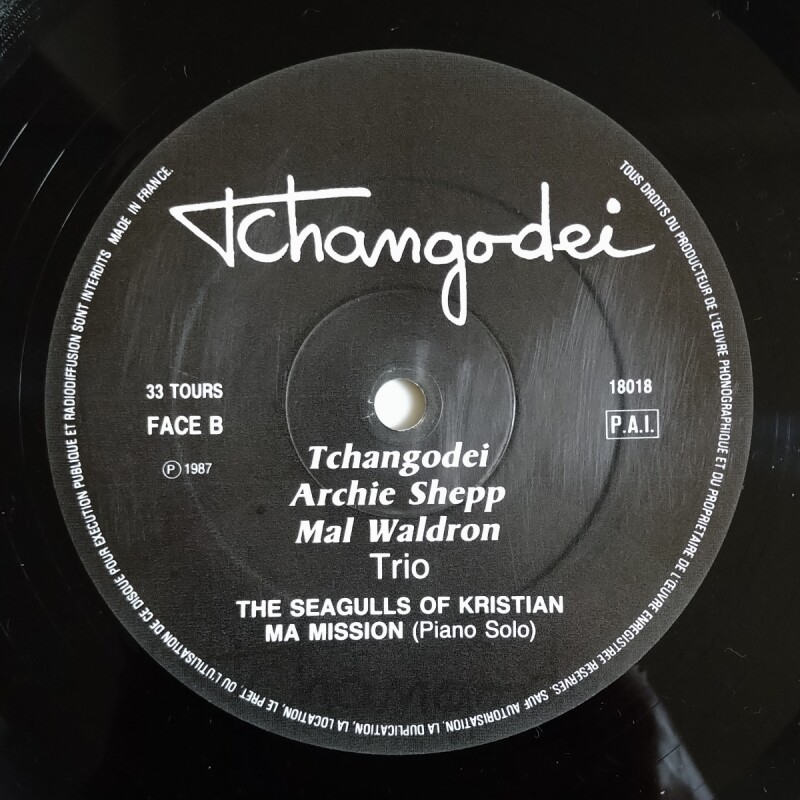 Tchangodei
33 TOURS
FACE B
Ⓟ 1987
18018
P.A.I.
Tchangodei
Archie Shepp
Mal Waldron
Trio
THE SEAGULLS OF KRISTIAN
MA MISSION (Piano Solo)
TOUS DROITS DU PRODUCTEUR DE L'ŒUVRE PHONOGRAPHIQUE ET DU PROPRIETAIRE DE L'ŒUVRE ENREGISTREE RESERVES. SAUF AUTORISATION, LA DUPLICATION, LA LOCATION, LE PRET, OU L'UTILISATION DE CE DISQUE POUR EXECUTION PUBLIQUE ET RADIODIFFUSION SONT INTERDITS MADE IN FRANCE.